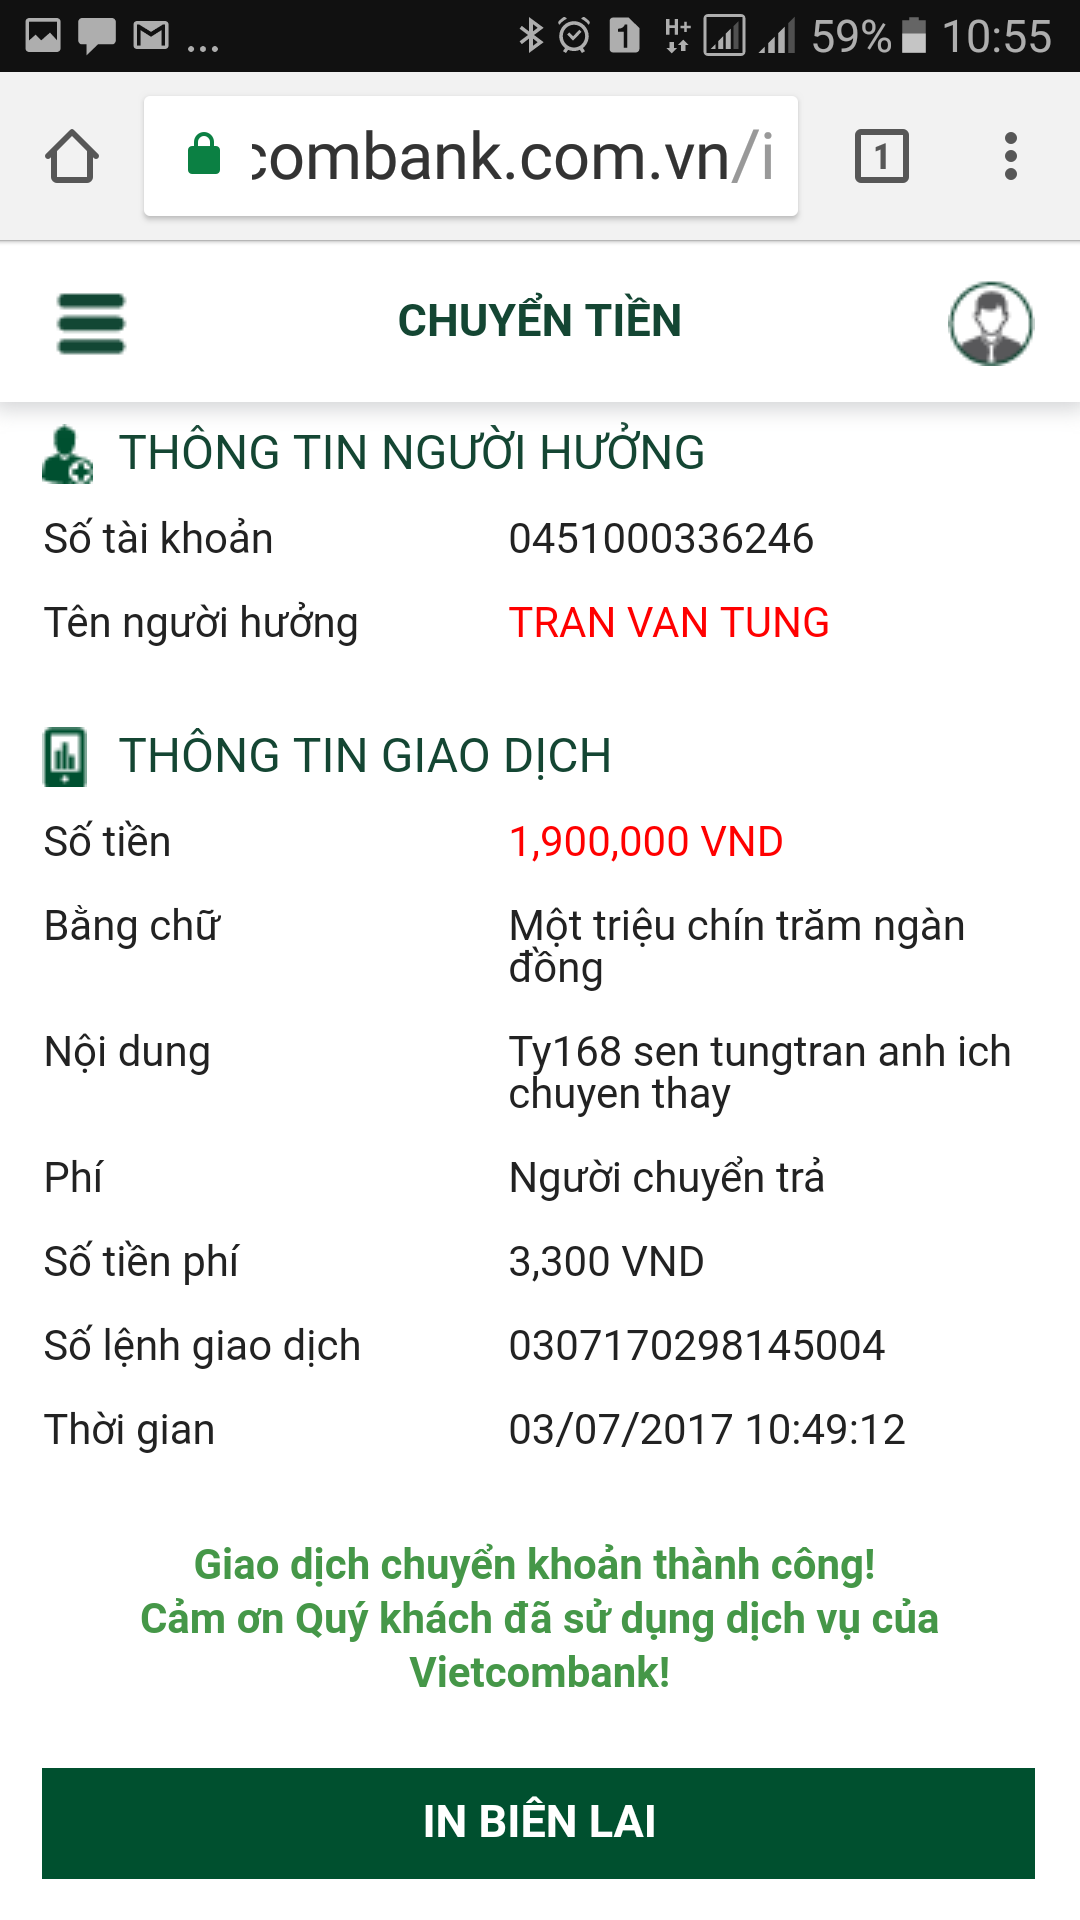 ... 1 H+ 59% 10:55
combank.com.vn/i 1
CHUYỂN TIỀN
THÔNG TIN NGƯỜI HƯỞNG
Số tài khoản 0451000336246
Tên người hưởng TRAN VAN TUNG
THÔNG TIN GIAO DỊCH
Số tiền 1,900,000 VND
Bằng chữ Một triệu chín trăm ngàn
đồng
Nội dung Ty168 sen tungtran anh ich
chuyen thay
Phí Người chuyển trả
Số tiền phí 3,300 VND
Số lệnh giao dịch 0307170298145004
Thời gian 03/07/2017 10:49:12
Giao dịch chuyển khoản thành công!
Cảm ơn Quý khách đã sử dụng dịch vụ của
Vietcombank!
IN BIÊN LAI